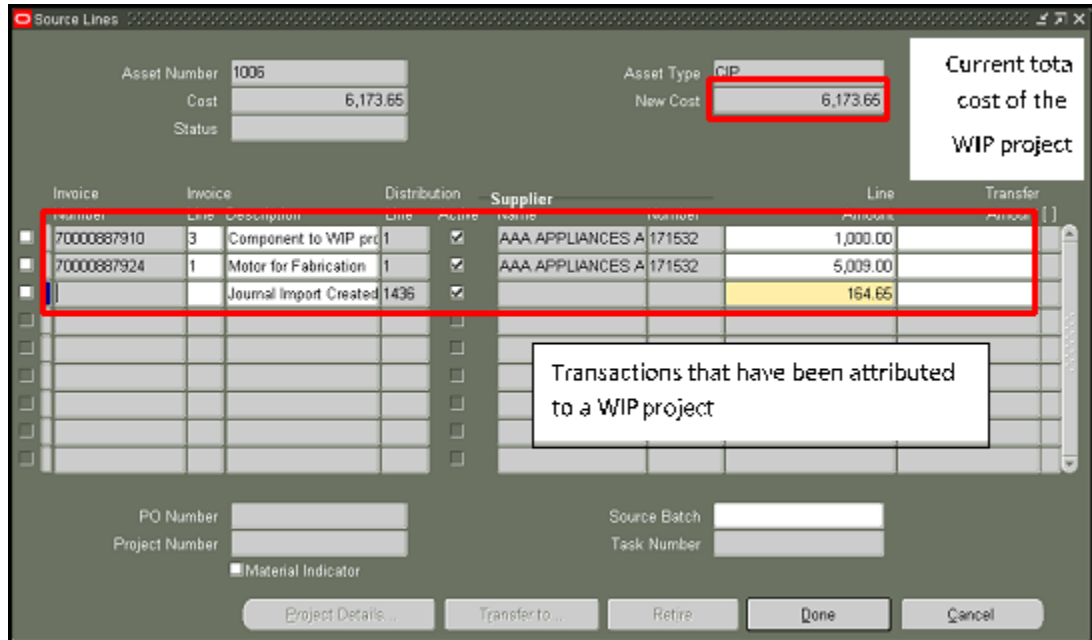 Source Lines
Asset Number 1006 Asset Type CIP
Cost 6,173.65 New Cost 6,173.65
Status
Current tota
cost of the
WIP project
Invoice Invoice Distribution Supplier Line Transfer
Number Line Description Line Active Name Number Amount Amoun [ ]
70000887910 3 Component to WIP pro 1 AAA APPLIANCES A 171532 1,000.00
70000887924 1 Motor for Fabrication 1 AAA APPLIANCES A 171532 5,009.00
Journal Import Created 1436 164.65
Transactions that have been attributed
to a WIP project
PO Number Source Batch
Project Number Task Number
Material Indicator
Project Details... Transfer to... Retire Done Cancel